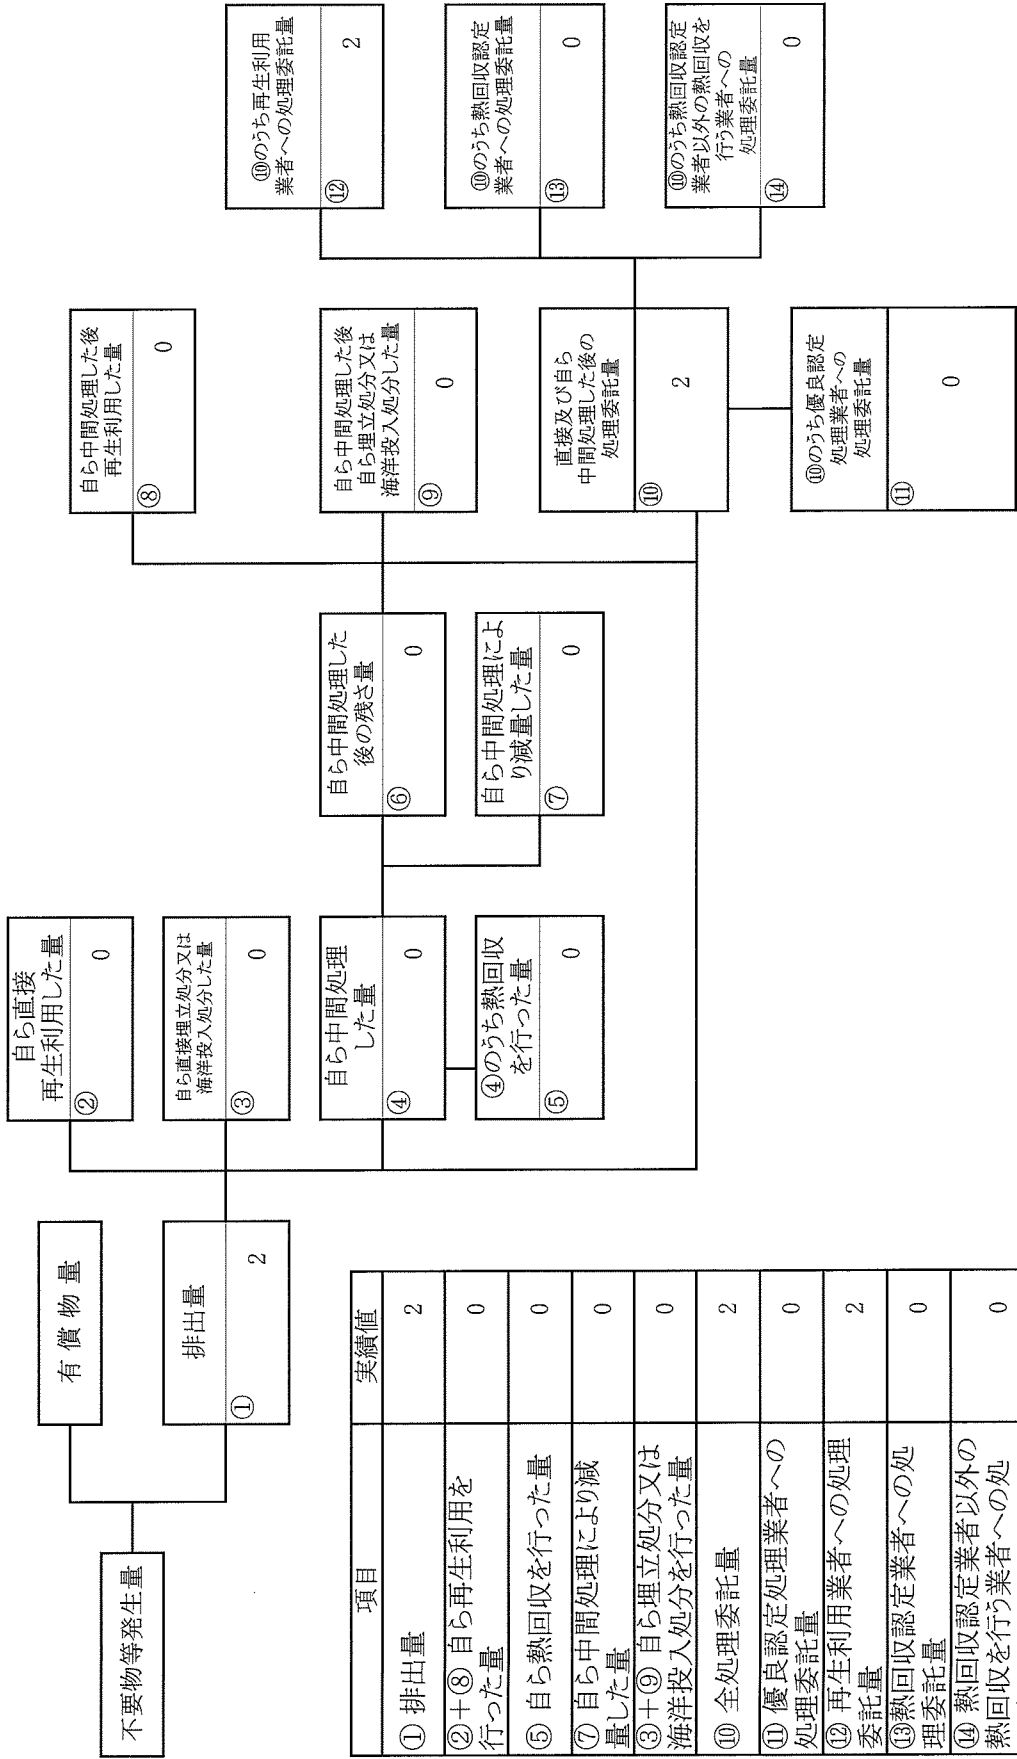 不要物等発生量
有 償 物 量
排出量
①
2
自ら直接
再生利用した量
②
0
自ら直接埋立処分又は
海洋投入処分した量
③
0
自ら中間処理
した量
④
0
④のうち熱回収
を行った量
⑤
0
自ら中間処理した
後の残さ量
⑥
0
自ら中間処理によ
り減量した量
⑦
0
自ら中間処理した後
再生利用した量
⑧
0
自ら中間処理した後
自ら埋立処分又は
海洋投入処分した量
⑨
0
直接及び自ら
中間処理した後の
処理委託量
⑩
2
⑩のうち優良認定
処理業者への
処理委託量
⑪
0
⑩のうち再生利用
業者への処理委託量
⑫
2
⑩のうち熱回収認定
業者への処理委託量
⑬
0
⑩のうち熱回収認定
業者以外の熱回収を
行う業者への
処理委託量
⑭
0
項目 実績値
① 排出量 2
②＋⑧ 自ら再生利用を
行った量 0
⑤ 自ら熱回収を行った量 0
⑦ 自ら中間処理により減
量した量 0
③＋⑨ 自ら埋立処分又は
海洋投入処分を行った量 0
⑩ 全処理委託量 2
⑪ 優良認定処理業者への
処理委託量 0
⑫ 再生利用業者への処理
委託量 2
⑬熱回収認定業者への処
理委託量 0
⑭ 熱回収認定業者以外の
熱回収を行う業者への処 0